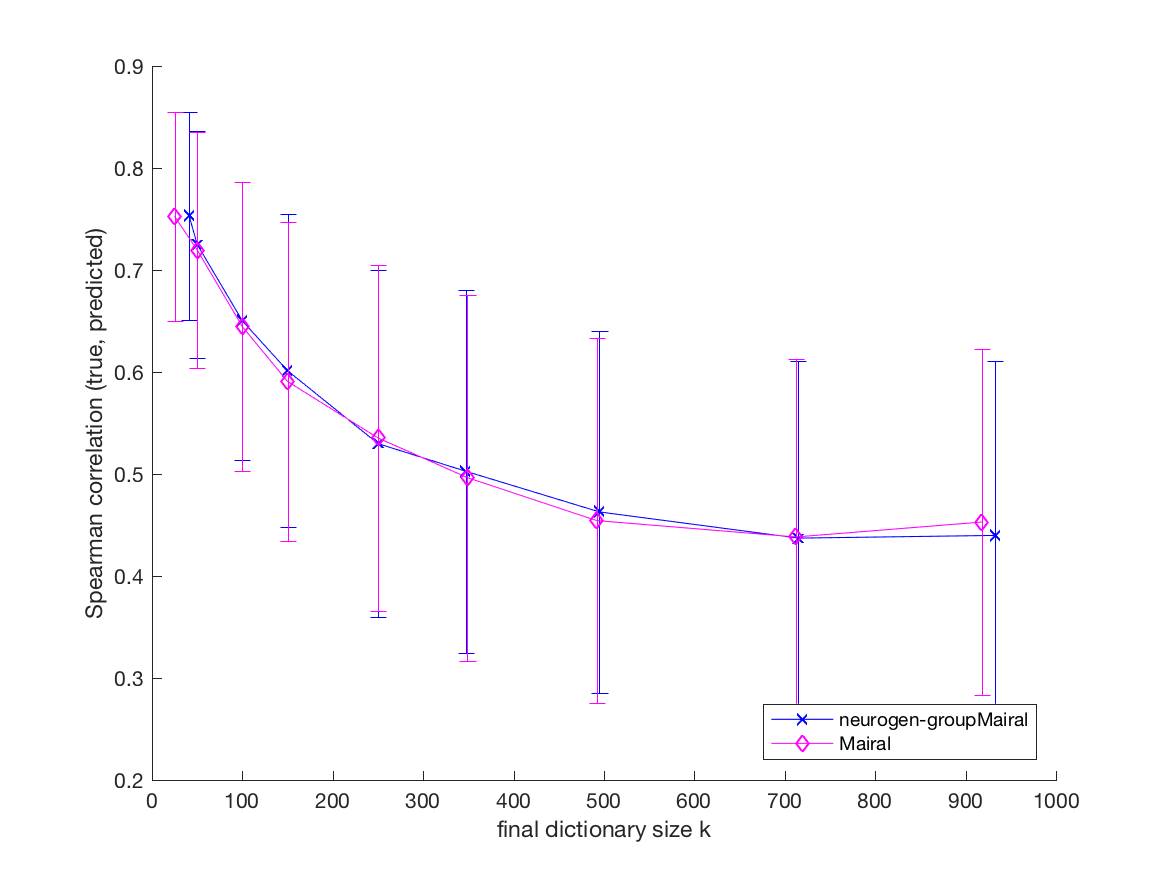 0.9
0.8
0.7
0.6
0.5
0.4
0.3
0.2
Spearman correlation (true, predicted)
neurogen-groupMairal
Mairal
0 100 200 300 400 500 600 700 800 900 1000
final dictionary size k